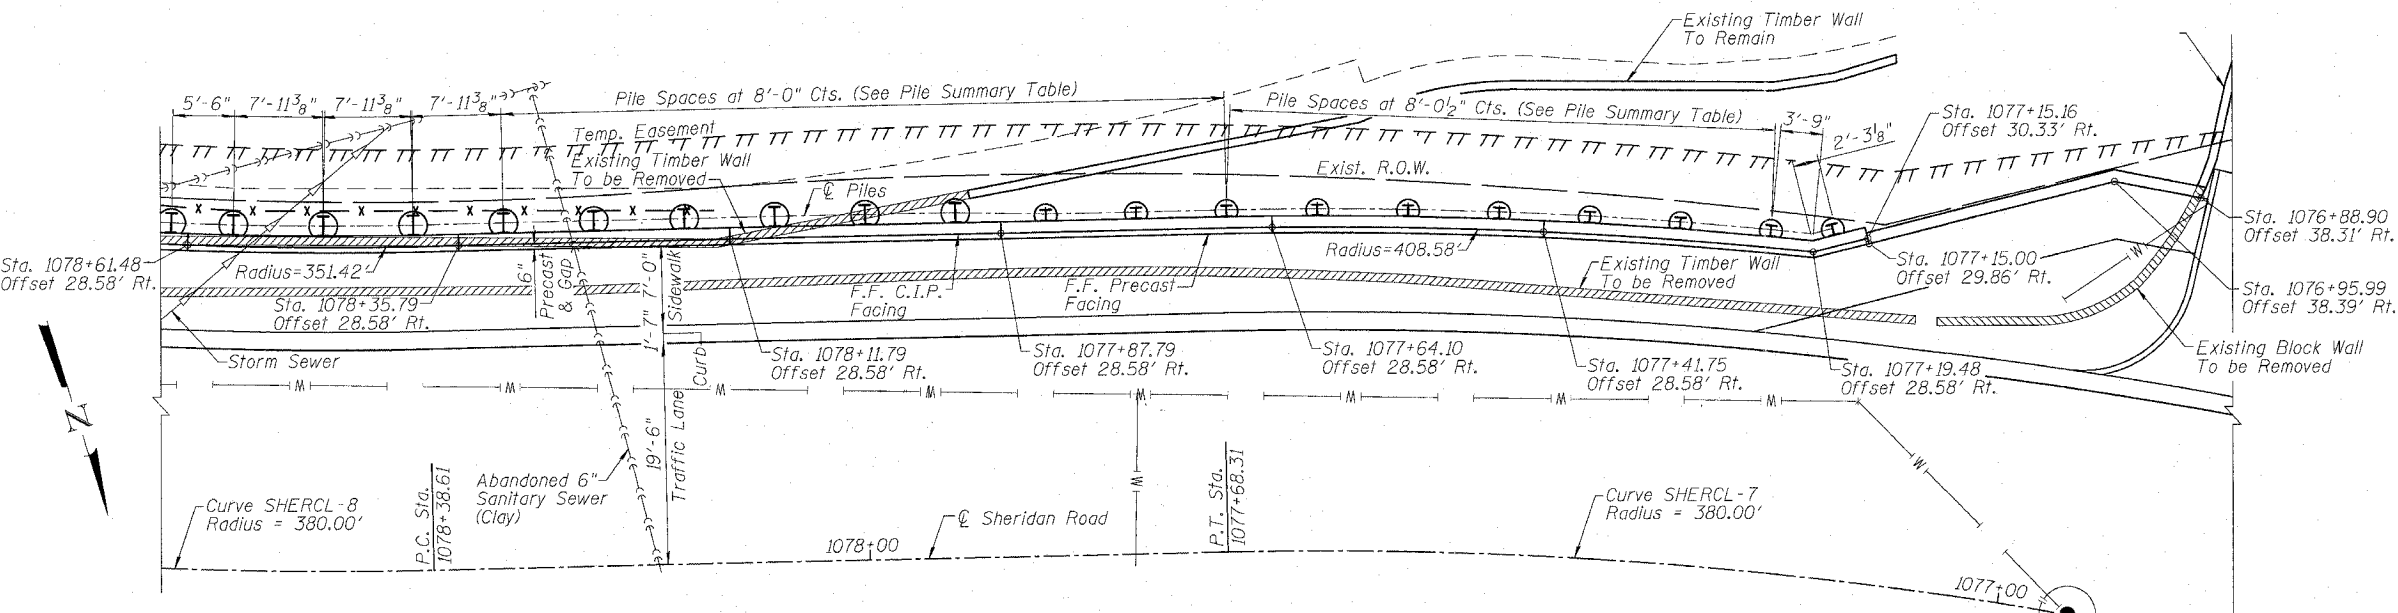 Existing Timber Wall
To Remain
5'-6"
7'-11 3/8"
7'-11 3/8"
7'-11 3/8"
Pile Spaces at 8'-0" Cts. (See Pile Summary Table)
Pile Spaces at 8'-0 1/2" Cts. (See Pile Summary Table)
3'-9"
2'-3 1/8"
Sta. 1077+15.16
Offset 30.33' Rt.
Temp. Easement
Existing Timber Wall
To be Removed
℄ Piles
Exist. R.O.W.
Sta. 1076+88.90
Offset 38.31' Rt.
Sta. 1078+61.48
Offset 28.58' Rt.
Radius=351.42'
Sta. 1078+35.79
Offset 28.58' Rt.
6"
Precast
& Gap
7'-0"
Sidewalk
F.F. C.I.P.
Facing
F.F. Precast
Facing
Radius=408.58'
Existing Timber Wall
To be Removed
Sta. 1077+15.00
Offset 29.86' Rt.
W
Sta. 1076+95.99
Offset 38.39' Rt.
Storm Sewer
1'-7"
Curb
Sta. 1078+11.79
Offset 28.58' Rt.
Sta. 1077+87.79
Offset 28.58' Rt.
Sta. 1077+64.10
Offset 28.58' Rt.
Sta. 1077+41.75
Offset 28.58' Rt.
Sta. 1077+19.48
Offset 28.58' Rt.
Existing Block Wall
To be Removed
W W W W W W W W
N
19'-6"
Traffic Lane
W
W
Curve SHERCL-8
Radius = 380.00'
P.C. Sta.
1078+38.61
Abandoned 6"
Sanitary Sewer
(Clay)
℄ Sheridan Road
1078+00
P.T. Sta.
1077+68.31
Curve SHERCL-7
Radius = 380.00'
1077+00